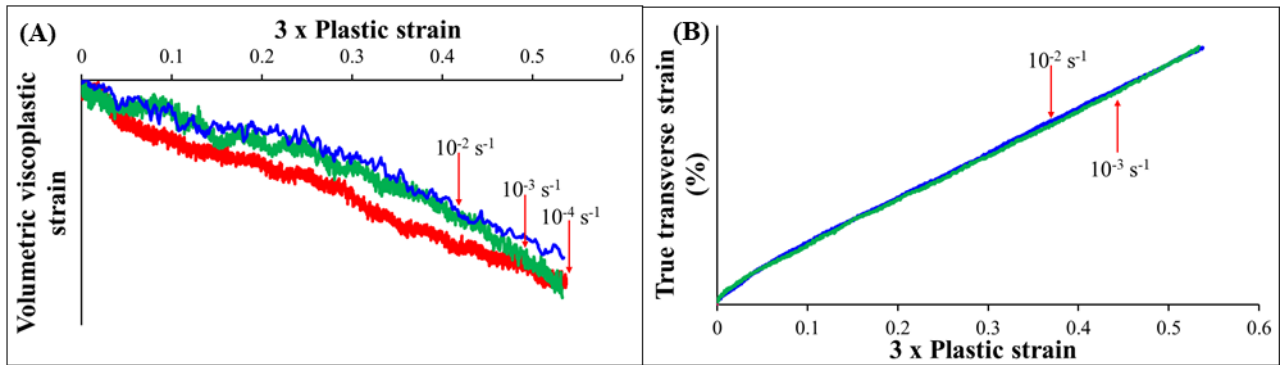 (A)
3 x Plastic strain
0 0.1 0.2 0.3 0.4 0.5 0.6
Volumetric viscoplastic
strain
10⁻² s⁻¹
10⁻³ s⁻¹
10⁻⁴ s⁻¹
(B)
True transverse strain
(%)
10⁻² s⁻¹
10⁻³ s⁻¹
0 0.1 0.2 0.3 0.4 0.5 0.6
3 x Plastic strain